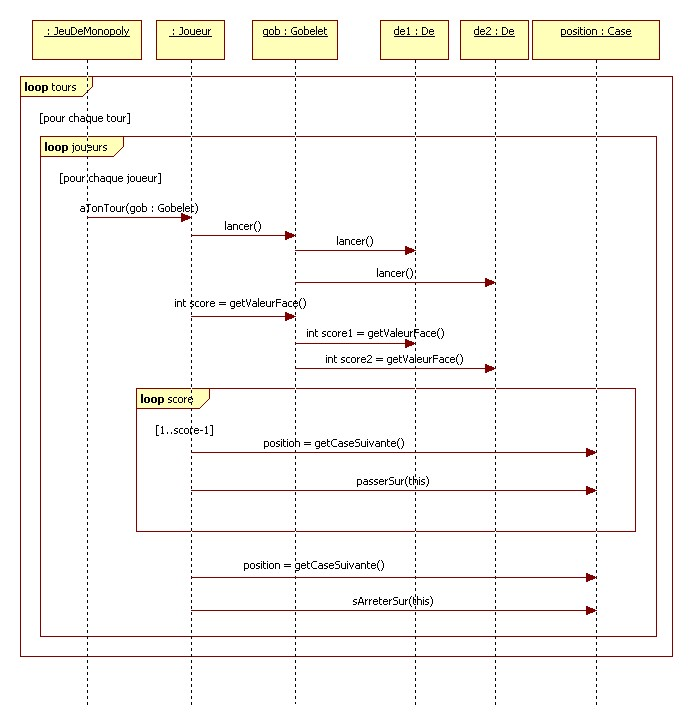 : JeuDeMonopoly
: Joueur
gob : Gobelet
de1 : De
de2 : De
position : Case
loop tours
[pour chaque tour]
loop joueurs
[pour chaque joueur]
aTonTour(gob : Gobelet)
lancer()
lancer()
lancer()
int score = getValeurFace()
int score1 = getValeurFace()
int score2 = getValeurFace()
loop score
[1..score-1]
position = getCaseSuivante()
passerSur(this)
position = getCaseSuivante()
sArreterSur(this)